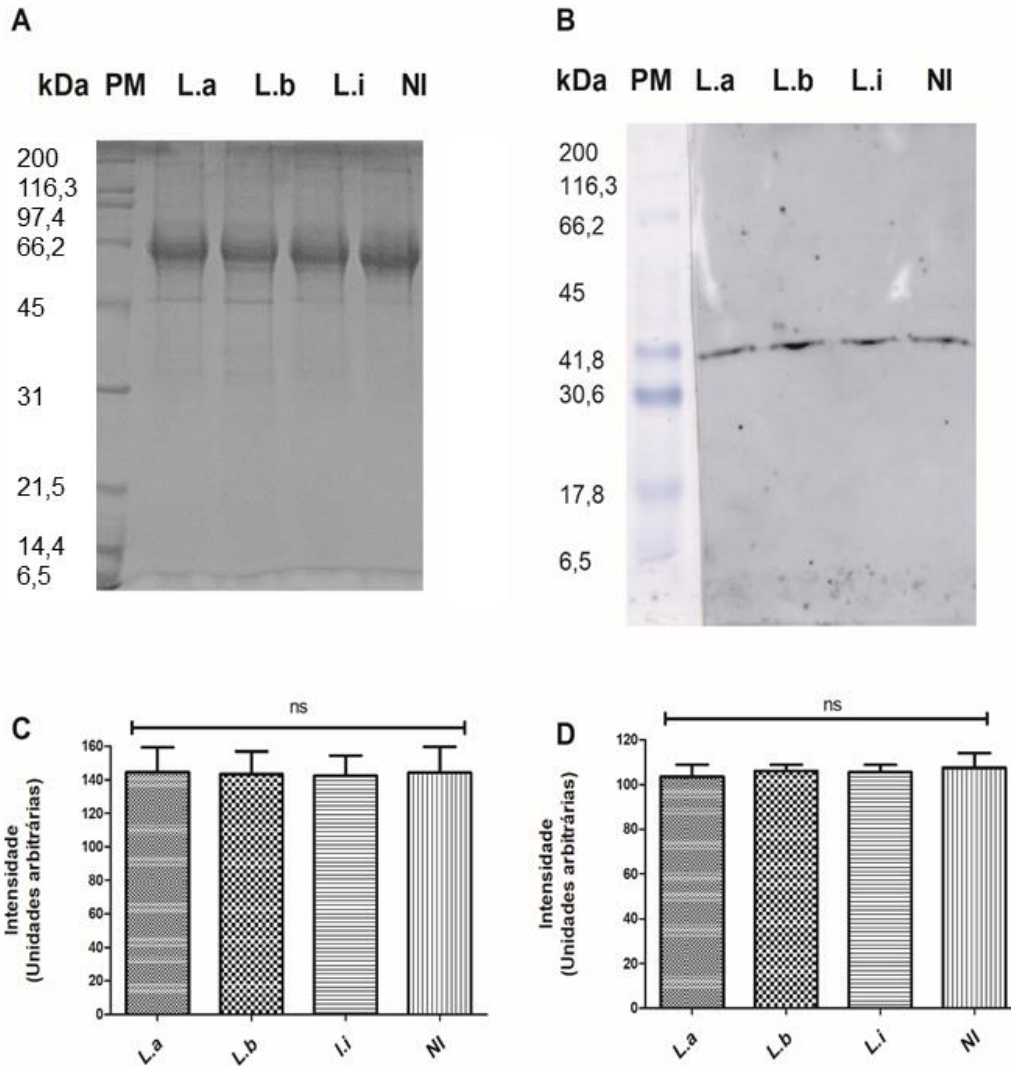 A
kDa PM L.a L.b L.i NI
200
116,3
97,4
66,2
45
31
21,5
14,4
6,5
B
kDa PM L.a L.b L.i NI
200
116,3
66,2
45
41,8
30,6
17,8
6,5
C
ns
Intensidade
(Unidades arbitrárias)
160
140
120
100
80
60
40
20
0
L.a L.b l.i NI
D
ns
Intensidade
(Unidades arbitrárias)
120
100
80
60
40
20
0
L.a L.b L.i NI